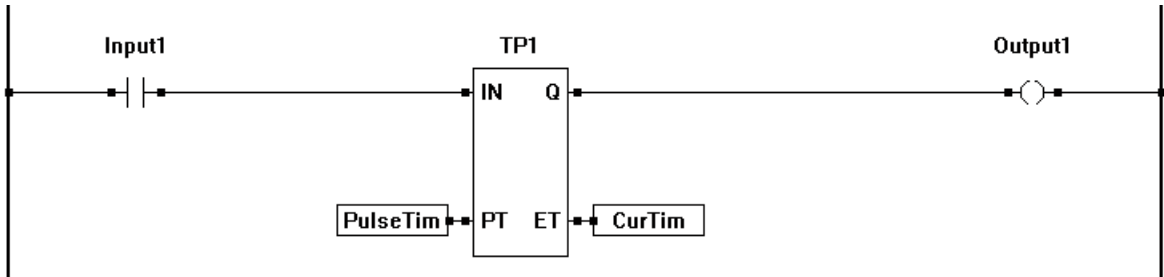 Input1 TP1 Output1
IN Q
PulseTim PT ET CurTim